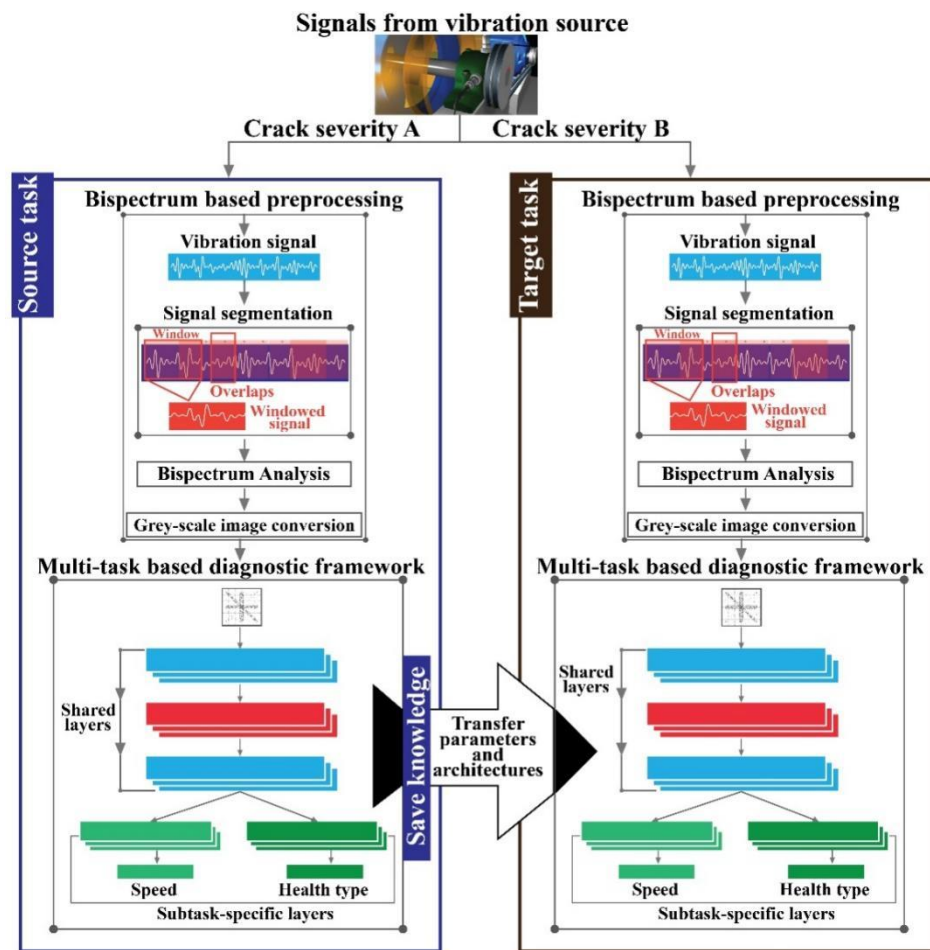 Signals from vibration source
Crack severity A
Crack severity B
Source task
Bispectrum based preprocessing
Vibration signal
Signal segmentation
Window
Overlaps
Windowed
signal
Bispectrum Analysis
Grey-scale image conversion
Multi-task based diagnostic framework
Shared
layers
Speed
Health type
Subtask-specific layers
Save knowledge
Transfer
parameters
and
architectures
Target task
Bispectrum based preprocessing
Vibration signal
Signal segmentation
Window
Overlaps
Windowed
signal
Bispectrum Analysis
Grey-scale image conversion
Multi-task based diagnostic framework
Shared
layers
Speed
Health type
Subtask-specific layers